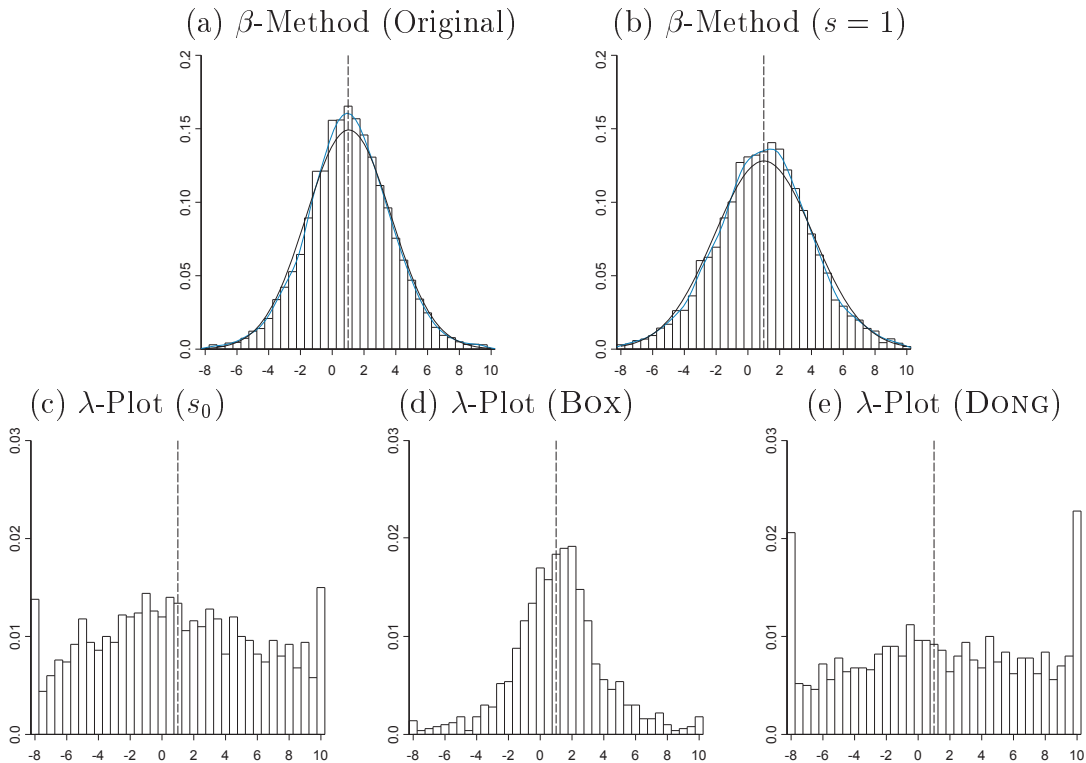 (a) β-Method (Original)
(b) β-Method (s = 1)
0.2
0.15
0.10
0.05
0.0
-8 -6 -4 -2 0 2 4 6 8 10
0.2
0.15
0.10
0.05
0.0
-8 -6 -4 -2 0 2 4 6 8 10
(c) λ-Plot (s₀)
(d) λ-Plot (BOX)
(e) λ-Plot (DONG)
0.03
0.02
0.01
0.0
-8 -6 -4 -2 0 2 4 6 8 10
0.03
0.02
0.01
0.0
-8 -6 -4 -2 0 2 4 6 8 10
0.03
0.02
0.01
0.0
-8 -6 -4 -2 0 2 4 6 8 10